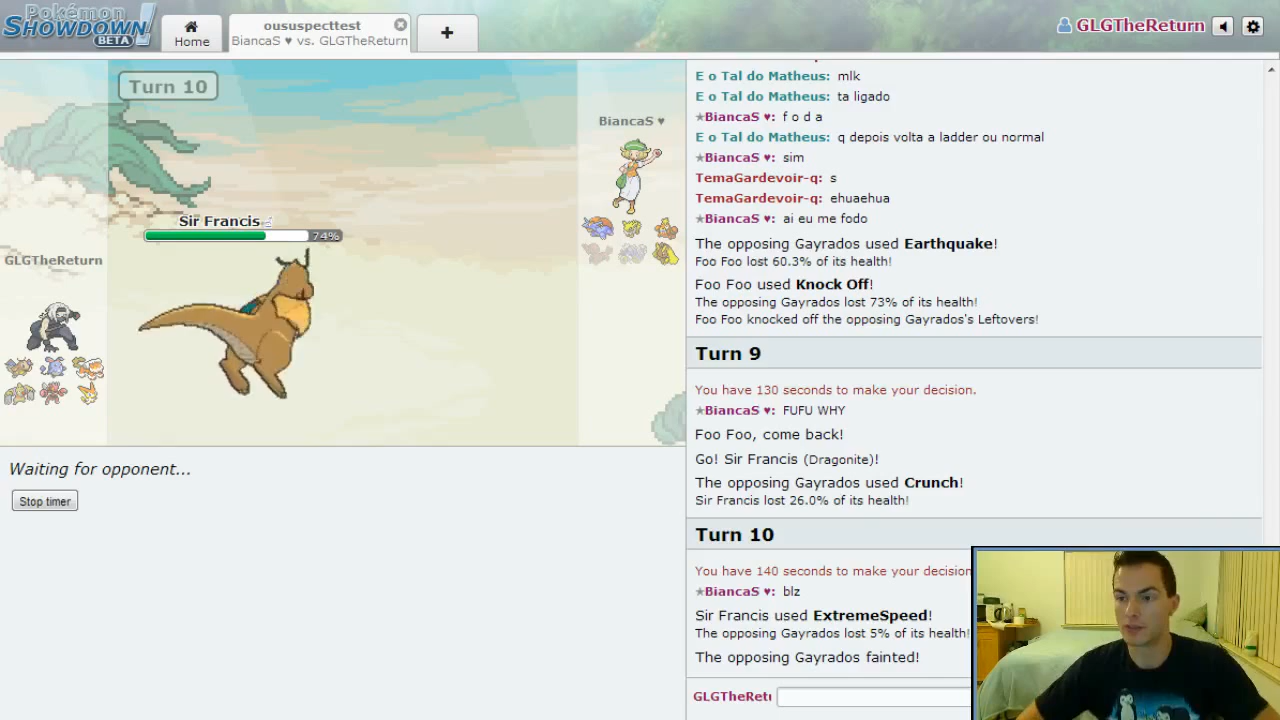 Pokémon
SHOWDOWN!
BETA
Home
oususpecttest
BiancaS ♥ vs. GLGTheReturn
+
GLGTheReturn
Turn 10
BiancaS ♥
Sir Francis
74%
GLGTheReturn
Waiting for opponent...
Stop timer
E o Tal do Matheus: mlk
E o Tal do Matheus: ta ligado
★BiancaS ♥: f o d a
E o Tal do Matheus: q depois volta a ladder ou normal
★BiancaS ♥: sim
TemaGardevoir-q: s
TemaGardevoir-q: ehuaehua
★BiancaS ♥: ai eu me fodo
The opposing Gayrados used Earthquake!
Foo Foo lost 60.3% of its health!
Foo Foo used Knock Off!
The opposing Gayrados lost 73% of its health!
Foo Foo knocked off the opposing Gayrados's Leftovers!
Turn 9
You have 130 seconds to make your decision.
★BiancaS ♥: FUFU WHY
Foo Foo, come back!
Go! Sir Francis (Dragonite)!
The opposing Gayrados used Crunch!
Sir Francis lost 26.0% of its health!
Turn 10
You have 140 seconds to make your decision
★BiancaS ♥: blz
Sir Francis used ExtremeSpeed!
The opposing Gayrados lost 5% of its health!
The opposing Gayrados fainted!
GLGTheRetu